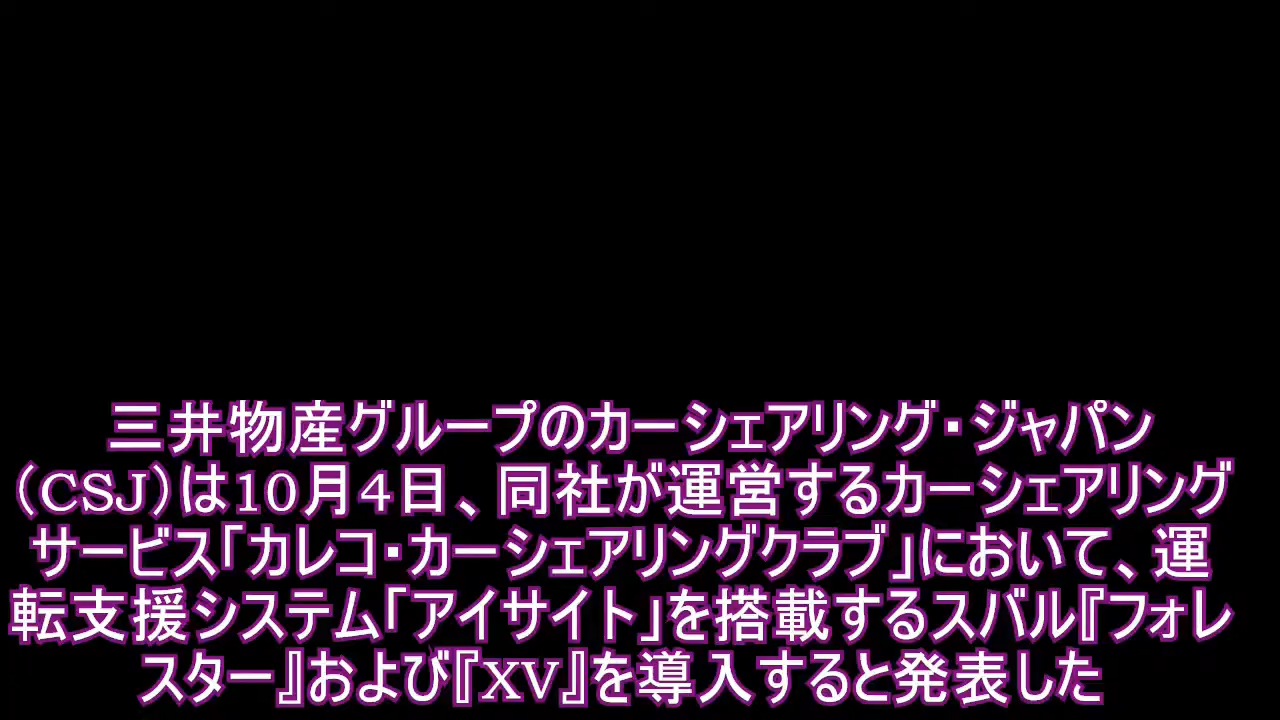 三井物産グループのカーシェアリング・ジャパン
（CSJ）は10月4日、同社が運営するカーシェアリング
サービス「カレコ・カーシェアリングクラブ」において、運
転支援システム「アイサイト」を搭載するスバル『フォレ
スター』および『XV』を導入すると発表した